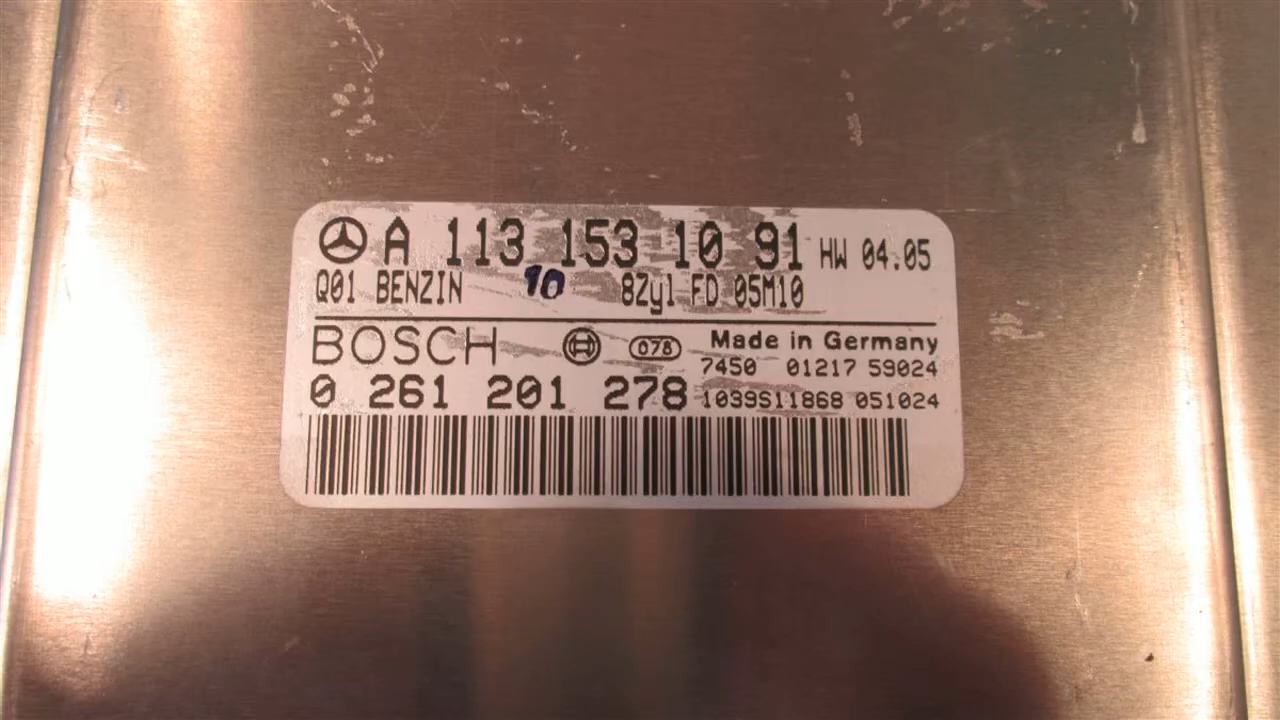 A 113 153 10 91 HW 04.05
Q01 BENZIN 10 8Zyl FD 05M10
BOSCH 078 Made in Germany
7450 01217 59024
0 261 201 278 1039S11868 051024